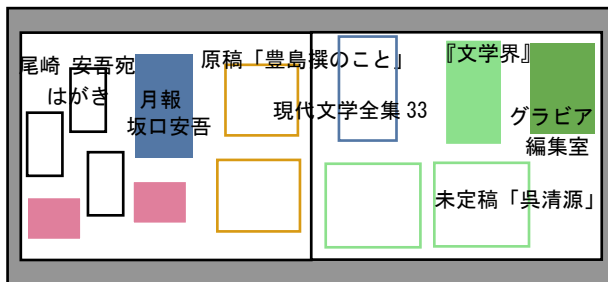 尾崎 安吾宛
はがき
月報
坂口安吾
原稿「豊島撰のこと」
現代文学全集 33
『文学界』
グラビア
編集室
未定稿「呉清源」